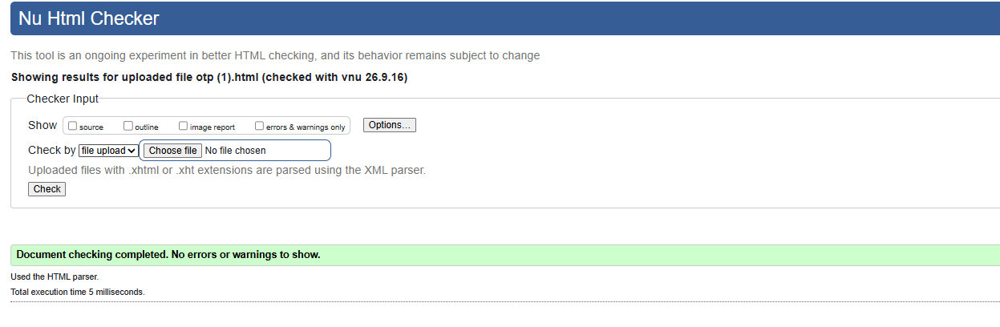 Nu Html Checker
This tool is an ongoing experiment in better HTML checking, and its behavior remains subject to change
Showing results for uploaded file otp (1).html (checked with vnu 26.9.16)
Checker Input
Show source outline image report errors & warnings only Options...
Check by file upload Choose file No file chosen
Uploaded files with .xhtml or .xht extensions are parsed using the XML parser.
Check
Document checking completed. No errors or warnings to show.
Used the HTML parser.
Total execution time 5 milliseconds.